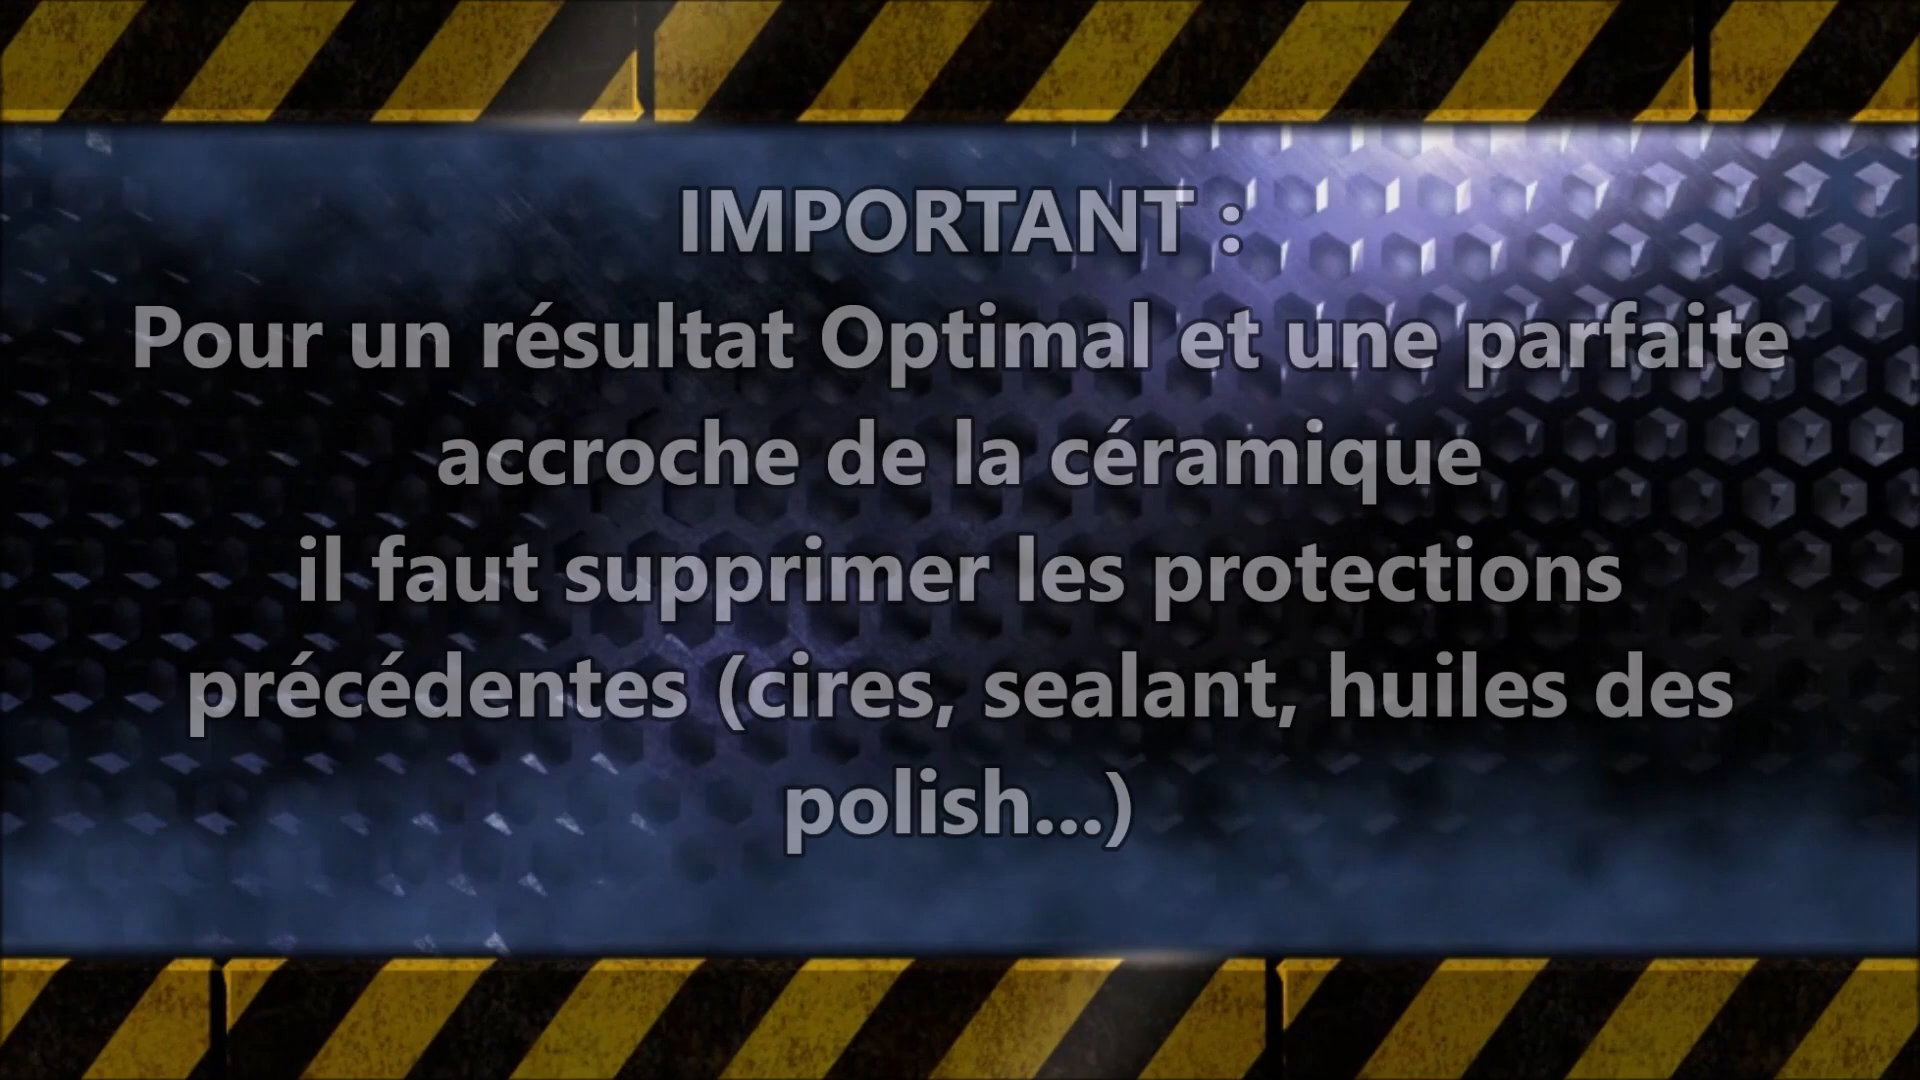 IMPORTANT :
Pour un résultat Optimal et une parfaite
accroche de la céramique
il faut supprimer les protections
précédentes (cires, sealant, huiles des
polish...)